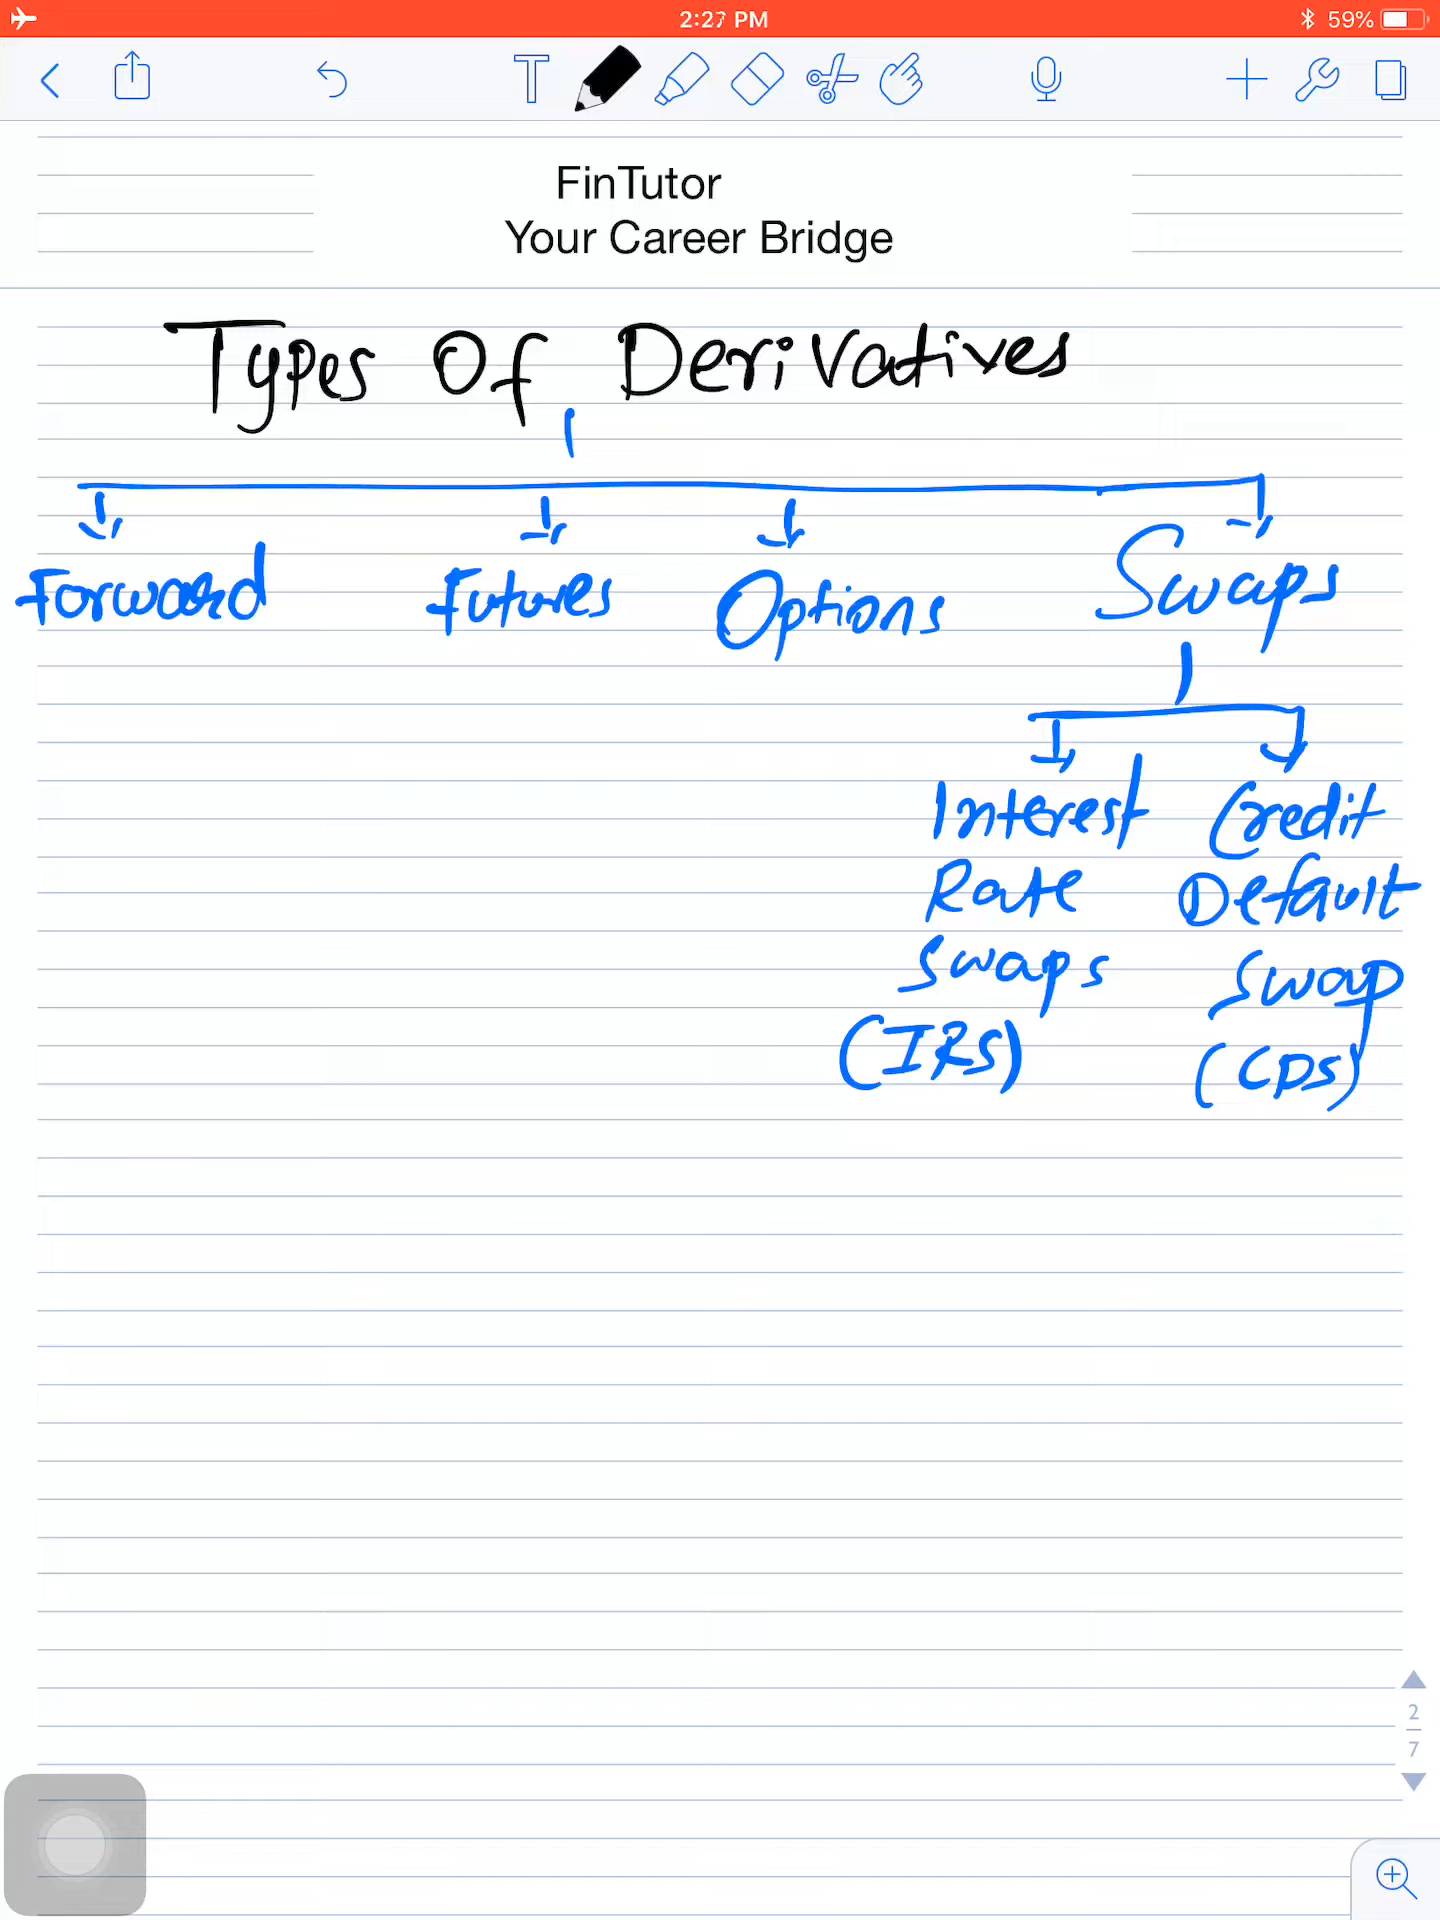 2:27 PM
59%
T
FinTutor
Your Career Bridge
Types Of Derivatives
Forward Futures Options Swaps
Interest Credit
Rate Default
Swaps Swap
(IRS) (CDS)
2
7